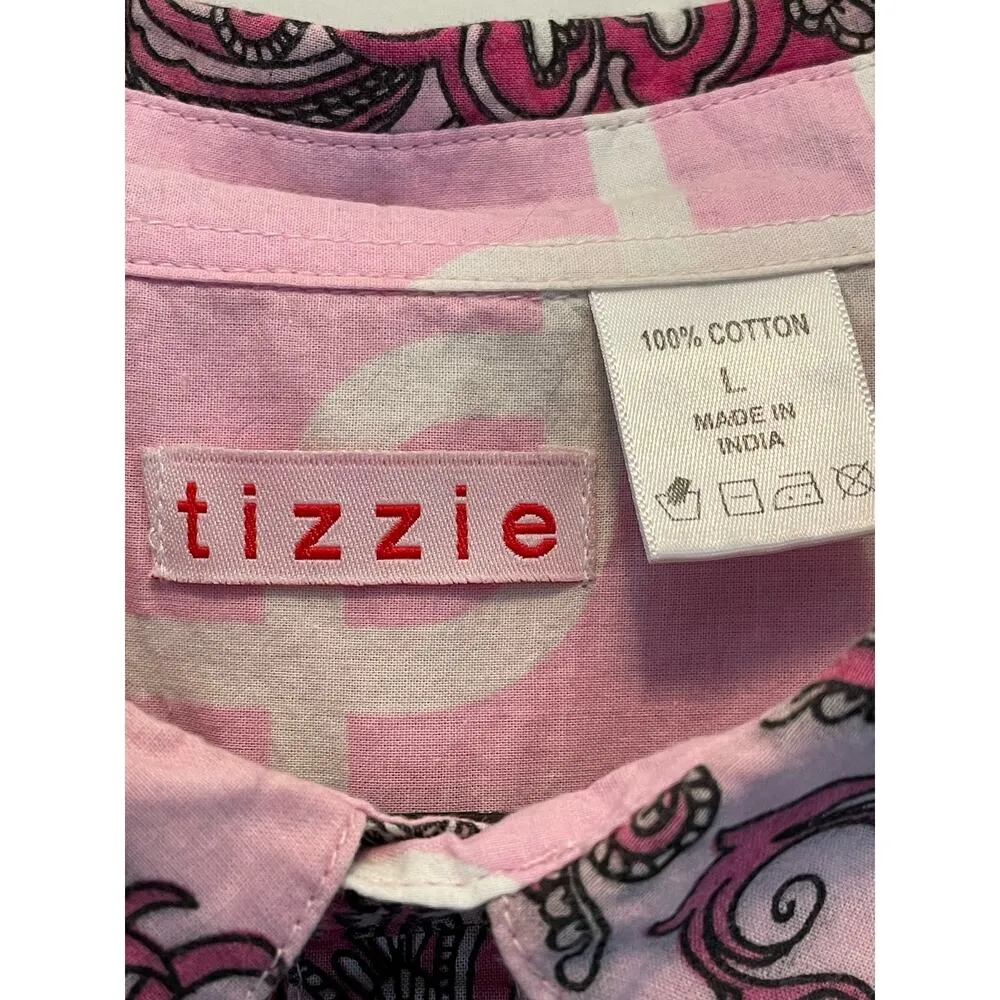 100% COTTON
L
MADE IN
INDIA
tizzie